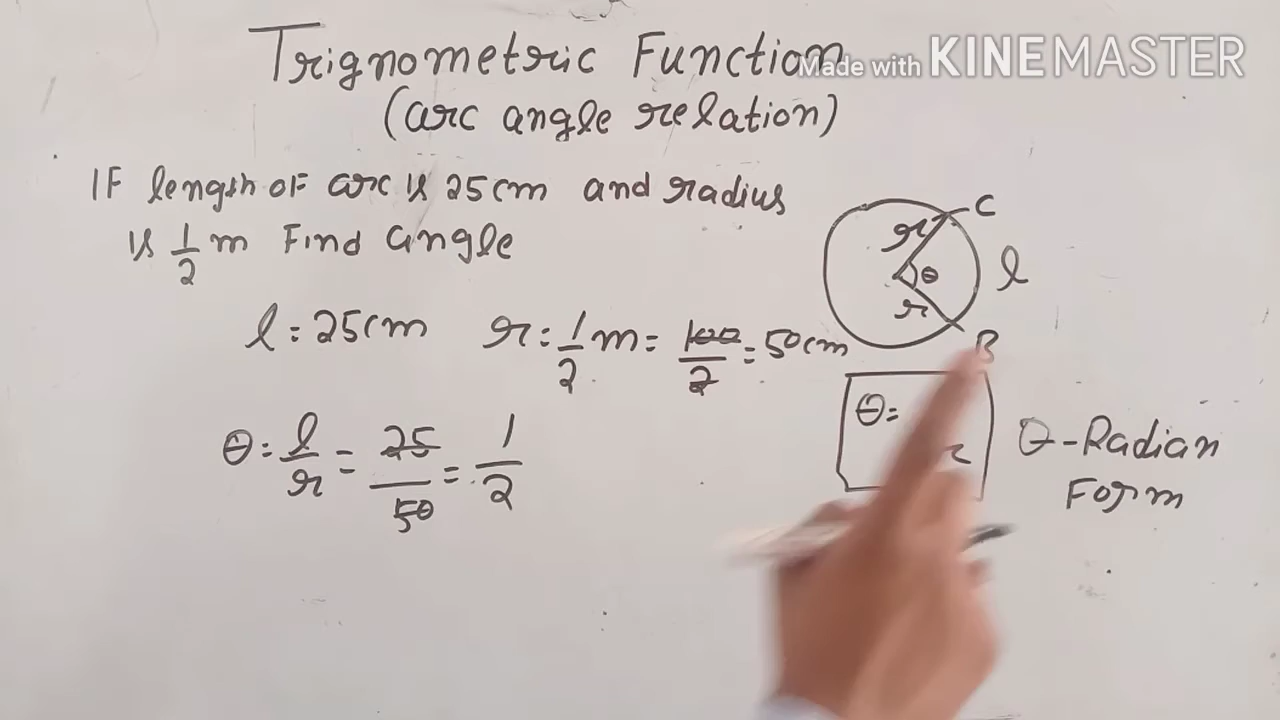 Trignometric Function
Made with KINEMASTER
(arc angle relation)
IF length of arc is 25cm and radius
is 1/2 m Find angle
C
r
θ
l
r
B
l = 25cm r = 1/2 m = 100/2 = 50cm
θ = l/r = 25/50 = 1/2
θ =
r
θ - Radian
Form